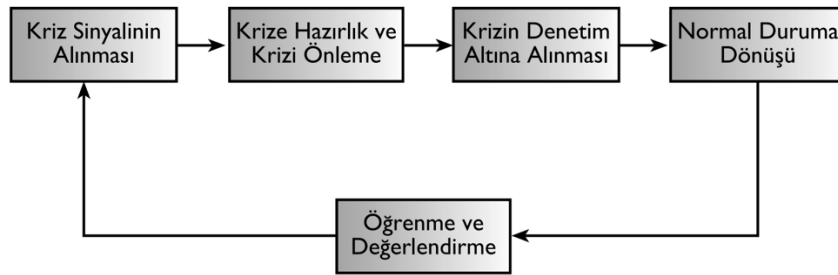 Kriz Sinyalinin
Alınması
Krize Hazırlık ve
Krizi Önleme
Krizin Denetim
Altına Alınması
Normal Duruma
Dönüşü
Öğrenme ve
Değerlendirme